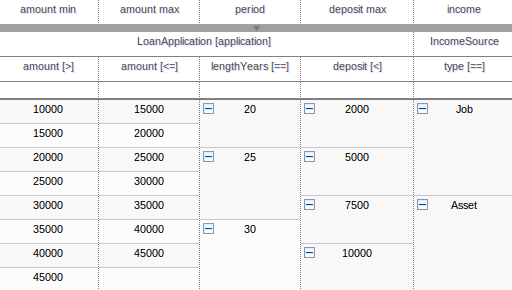 amount min amount max period deposit max income
LoanApplication [application] IncomeSource
amount [>] amount [<=] lengthYears [==] deposit [<] type [==]
10000 15000 20 2000 Job
15000 20000
20000 25000 25 5000
25000 30000
30000 35000 7500 Asset
35000 40000 30
40000 45000 10000
45000